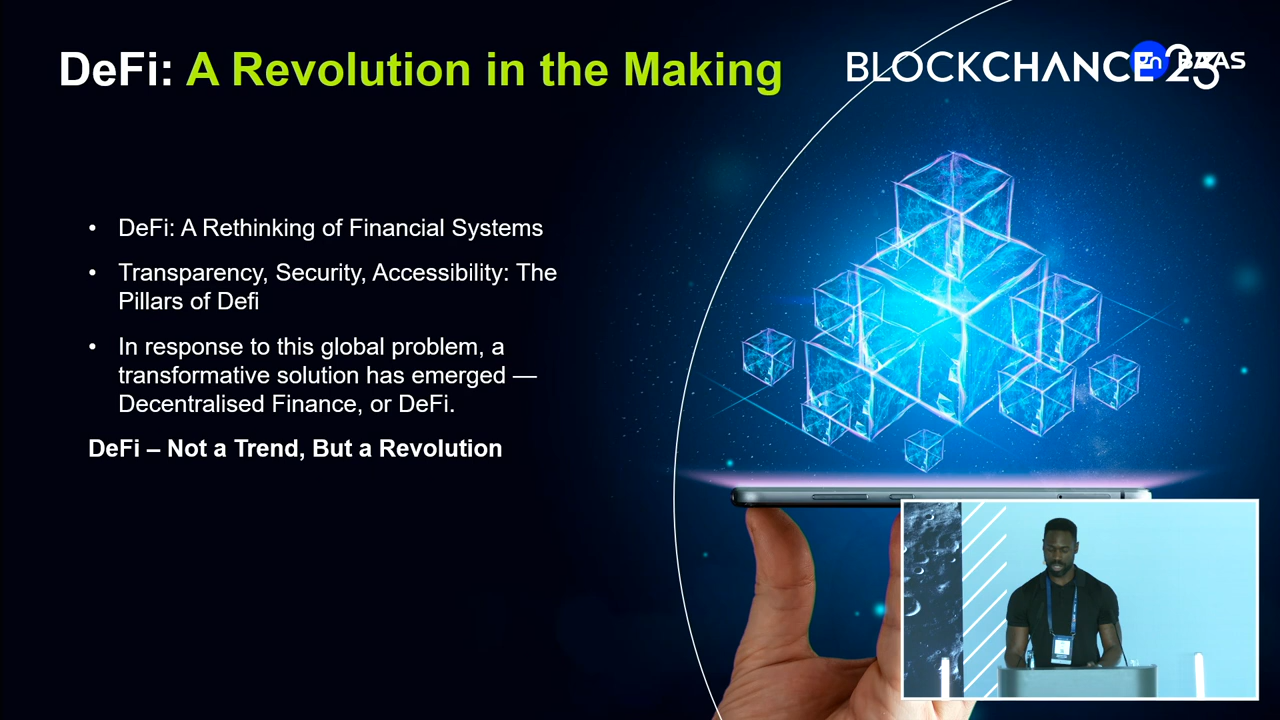 DeFi: A Revolution in the Making
BLOCKCHANCE 23
• DeFi: A Rethinking of Financial Systems
• Transparency, Security, Accessibility: The
Pillars of Defi
• In response to this global problem, a
transformative solution has emerged —
Decentralised Finance, or DeFi.
DeFi – Not a Trend, But a Revolution